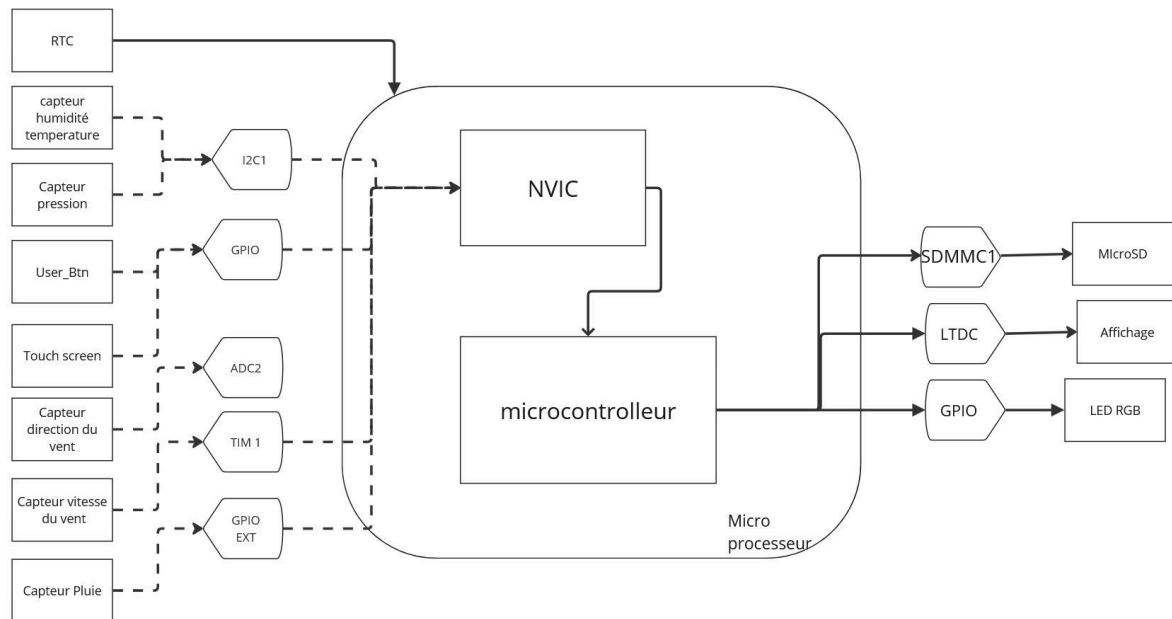 RTC
capteur
humidité
temperature
Capteur
pression
User_Btn
Touch screen
Capteur
direction du
vent
Capteur vitesse
du vent
Capteur Pluie
I2C1
GPIO
ADC2
TIM 1
GPIO
EXT
NVIC
microcontrolleur
Micro
processeur
SDMMC1
LTDC
GPIO
MIcroSD
Affichage
LED RGB